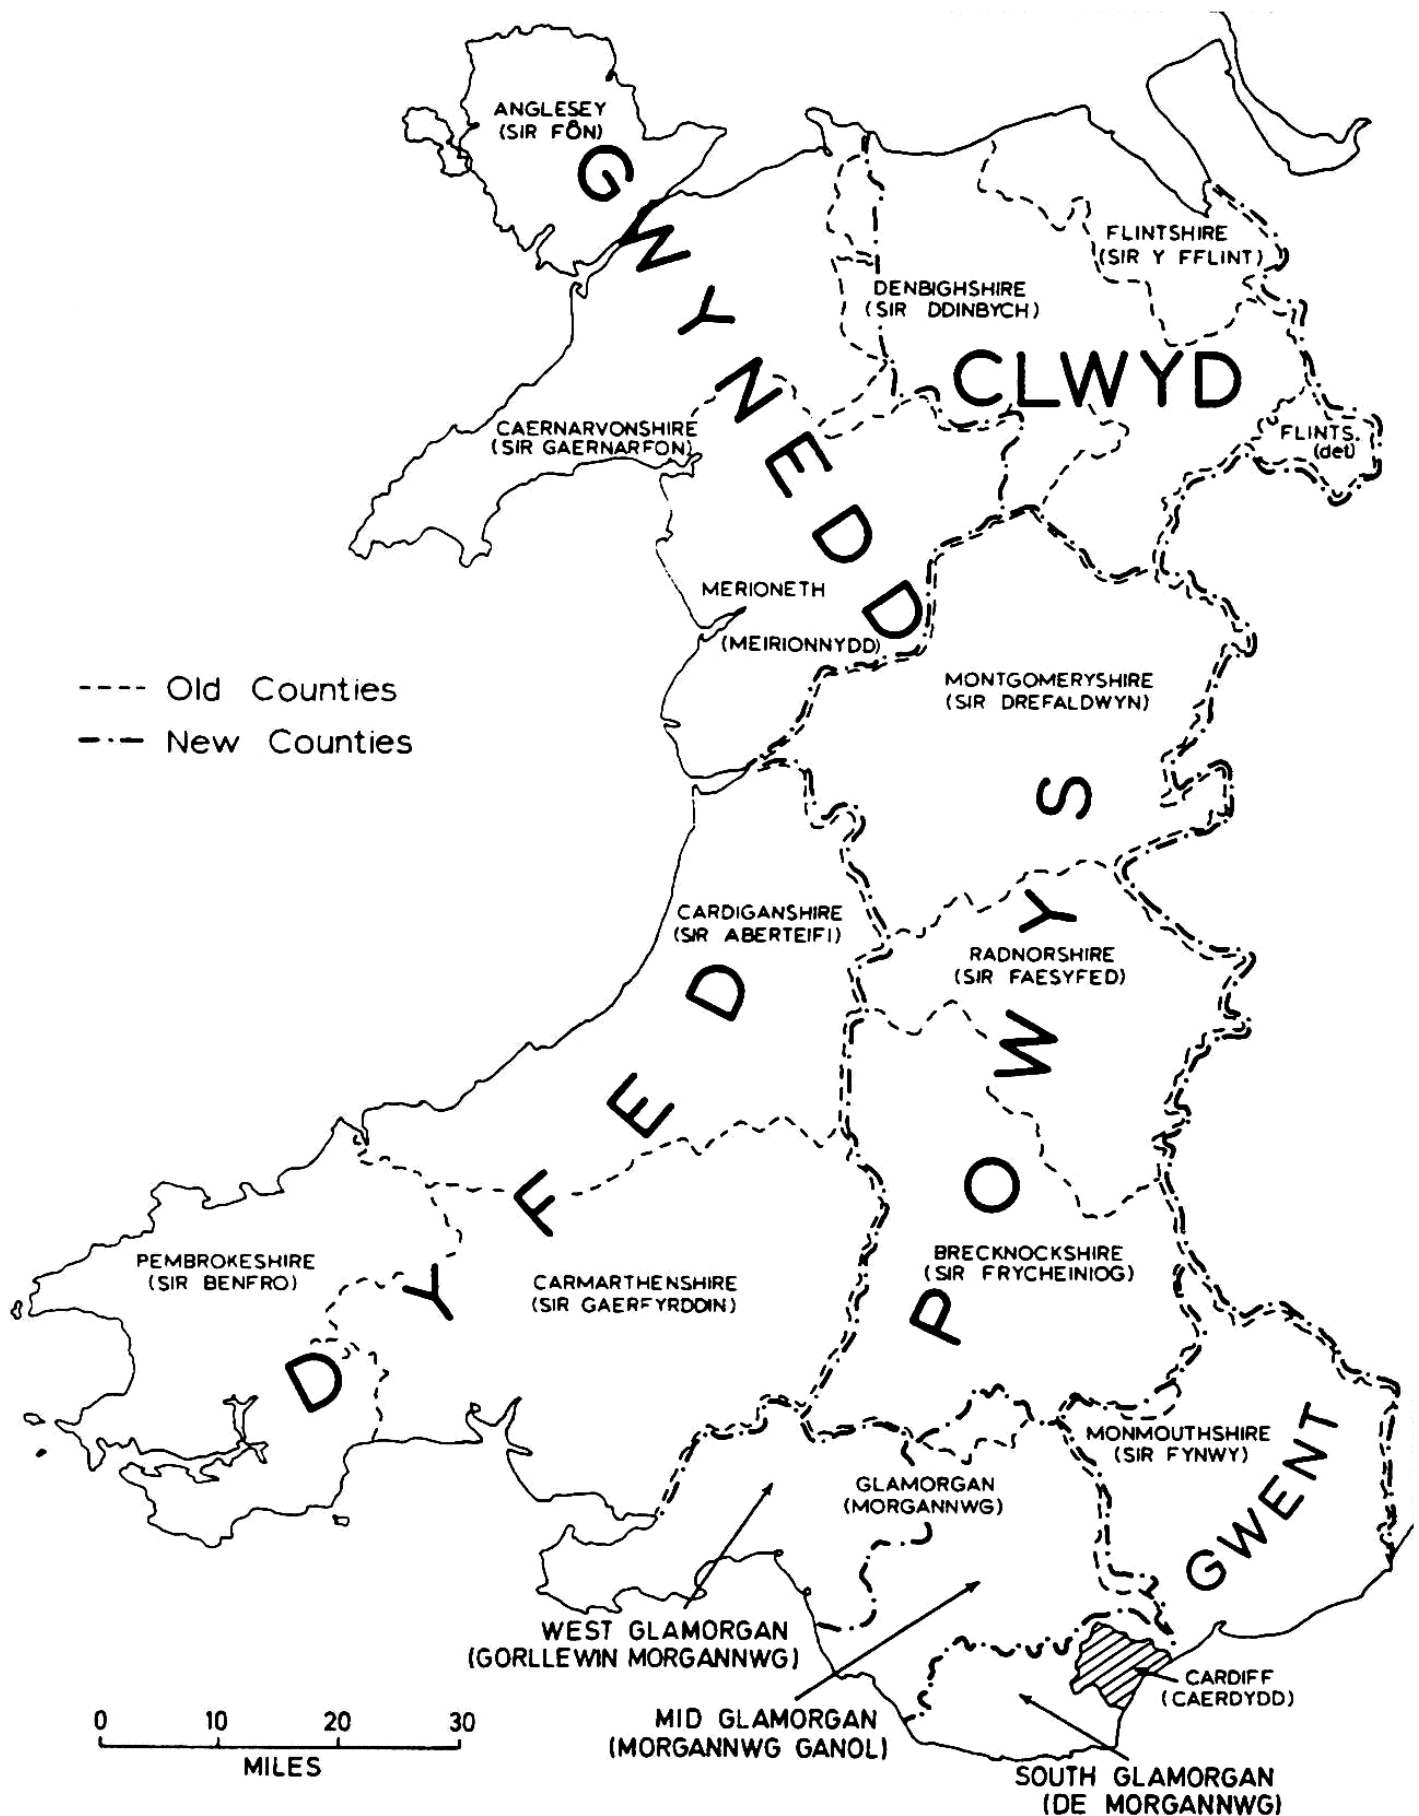 ANGLESEY
(SIR FÔN)
GWYNEDD
FLINTSHIRE
(SIR Y FFLINT)
DENBIGHSHIRE
(SIR DDINBYCH)
CLWYD
CAERNARVONSHIRE
(SIR GAERNARFON)
FLINTS.
(det)
MERIONETH
(MEIRIONNYDD)
---- Old Counties
-·- New Counties
MONTGOMERYSHIRE
(SIR DREFALDWYN)
POWYS
CARDIGANSHIRE
(SIR ABERTEIFI)
RADNORSHIRE
(SIR FAESYFED)
DYFED
PEMBROKESHIRE
(SIR BENFRO)
CARMARTHENSHIRE
(SIR GAERFYRDDIN)
BRECKNOCKSHIRE
(SIR FRYCHEINIOG)
MONMOUTHSHIRE
(SIR FYNWY)
GWENT
GLAMORGAN
(MORGANNWG)
WEST GLAMORGAN
(GORLLEWIN MORGANNWG)
MID GLAMORGAN
(MORGANNWG GANOL)
CARDIFF
(CAERDYDD)
SOUTH GLAMORGAN
(DE MORGANNWG)
0 10 20 30
MILES